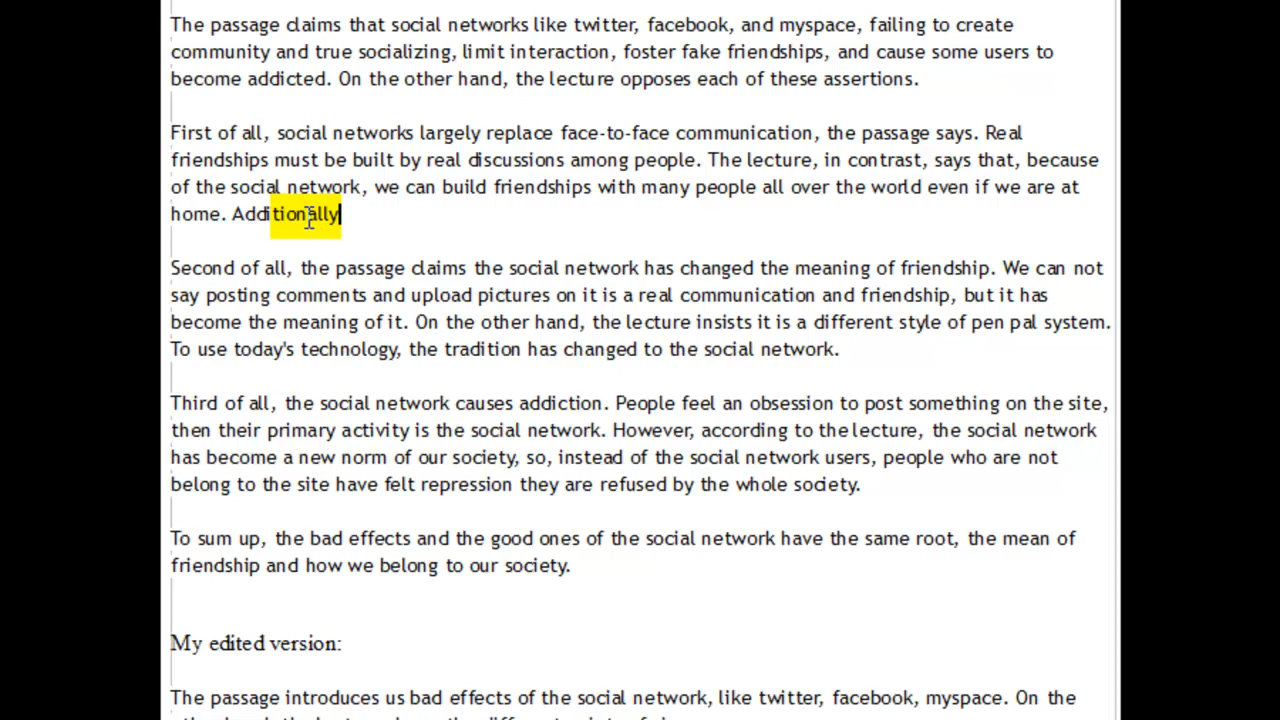 The passage claims that social networks like twitter, facebook, and myspace, failing to create
community and true socializing, limit interaction, foster fake friendships, and cause some users to
become addicted. On the other hand, the lecture opposes each of these assertions.
First of all, social networks largely replace face-to-face communication, the passage says. Real
friendships must be built by real discussions among people. The lecture, in contrast, says that, because
of the social network, we can build friendships with many people all over the world even if we are at
home. Additionally
Second of all, the passage claims the social network has changed the meaning of friendship. We can not
say posting comments and upload pictures on it is a real communication and friendship, but it has
become the meaning of it. On the other hand, the lecture insists it is a different style of pen pal system.
To use today's technology, the tradition has changed to the social network.
Third of all, the social network causes addiction. People feel an obsession to post something on the site,
then their primary activity is the social network. However, according to the lecture, the social network
has become a new norm of our society, so, instead of the social network users, people who are not
belong to the site have felt repression they are refused by the whole society.
To sum up, the bad effects and the good ones of the social network have the same root, the mean of
friendship and how we belong to our society.
My edited version:
The passage introduces us bad effects of the social network, like twitter, facebook, myspace. On the